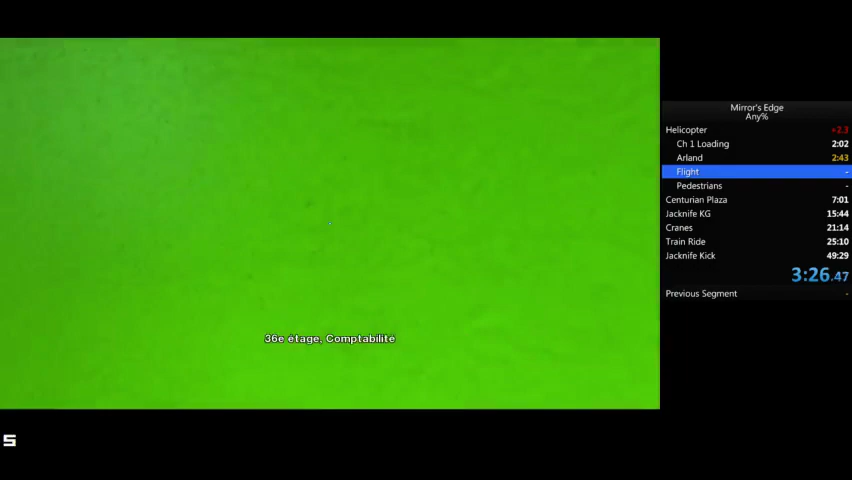 Mirror's Edge
Any%
Helicopter +2.3
Ch 1 Loading 2:02
Arland 2:43
Flight -
Pedestrians -
Centurian Plaza 7:01
Jacknife KG 15:44
Cranes 21:14
Train Ride 25:10
Jacknife Kick 49:29
3:26.47
Previous Segment -
36e étage, Comptabilité
S